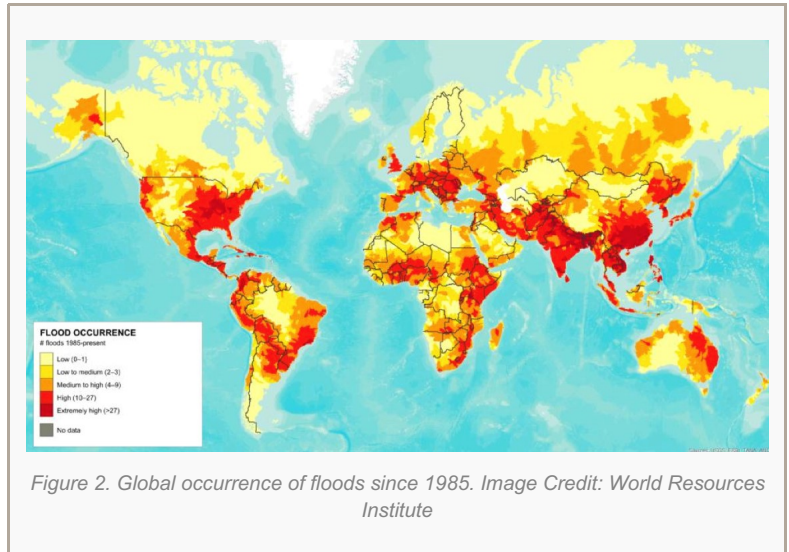 FLOOD OCCURRENCE
# floods 1985-present
Low (0-1)
Low to medium (2-3)
Medium to high (4-9)
High (10-27)
Extremely high (>27)
No data
Figure 2. Global occurrence of floods since 1985. Image Credit: World Resources
Institute